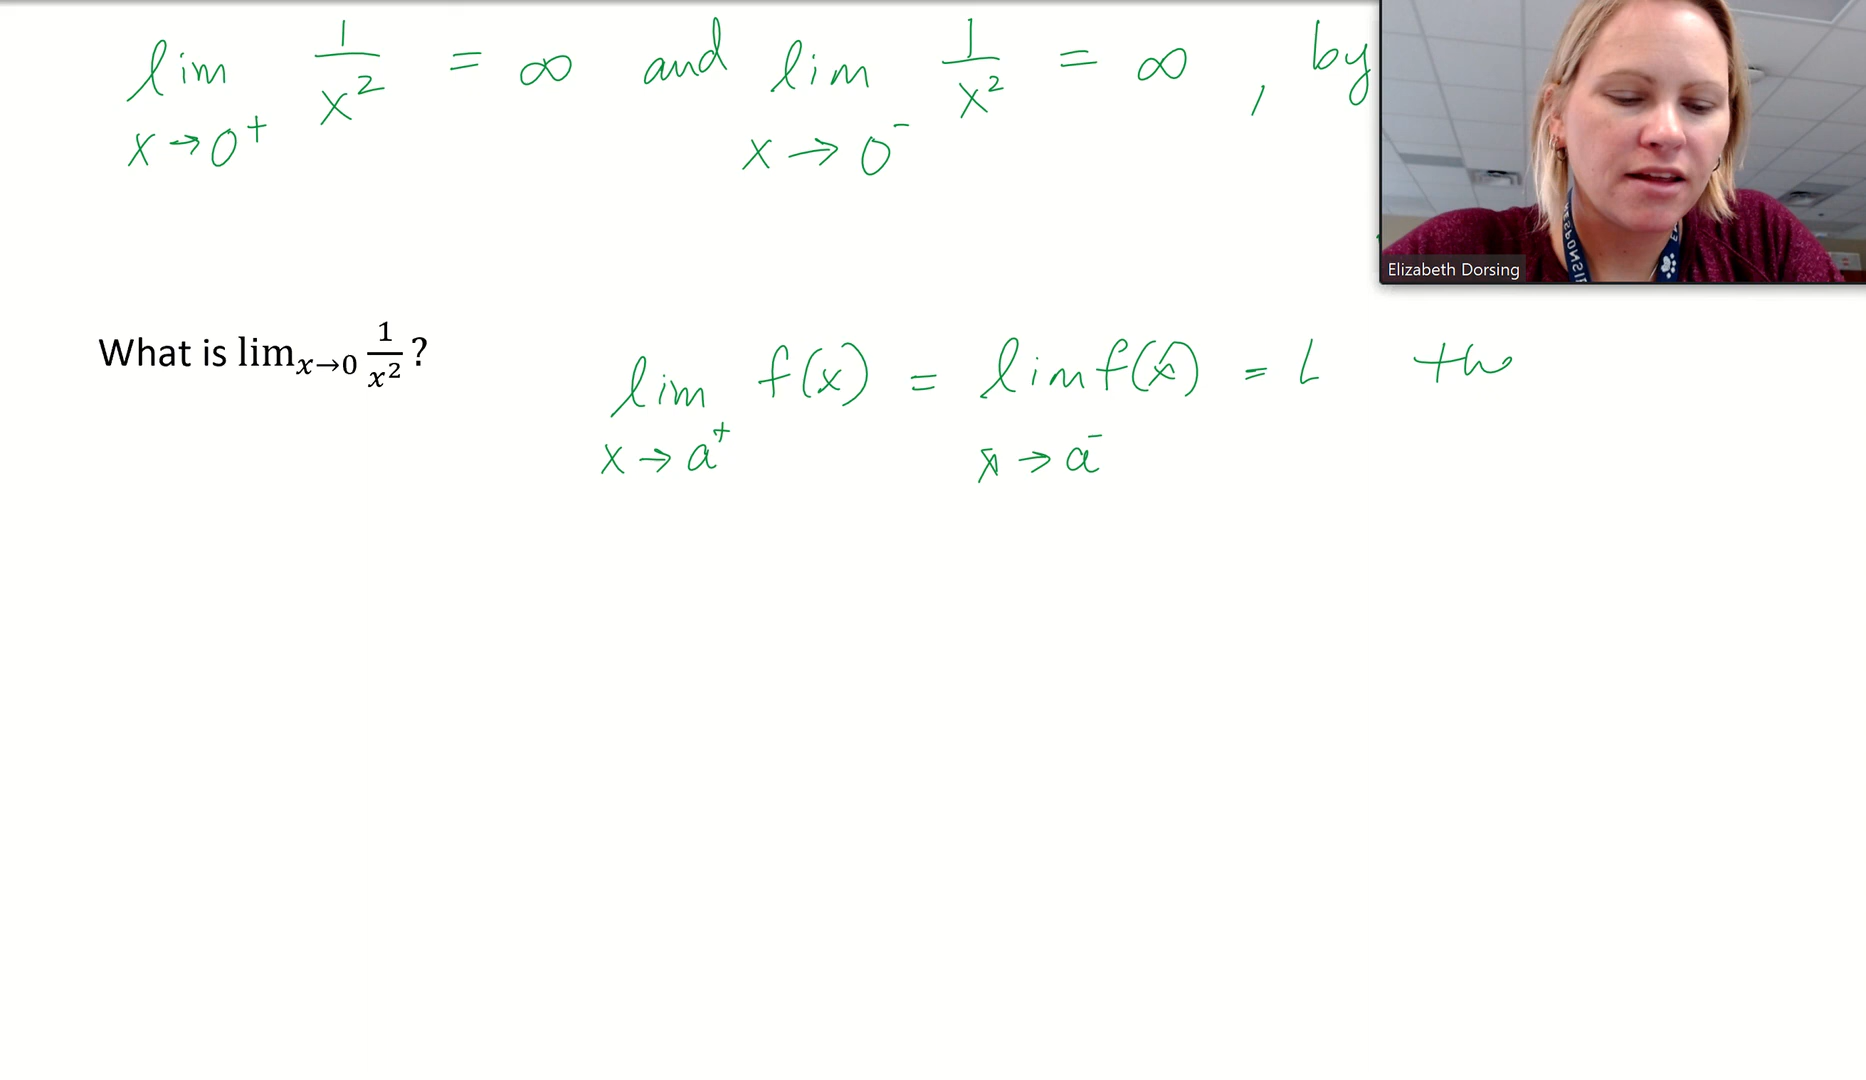 lim 1/x² = ∞ and lim 1/x² = ∞, by
x→0⁺ x→0⁻
Elizabeth Dorsing
What is lim_{x→0} 1/x²?
lim f(x) = lim f(x) = L the
x→a⁺ x→a⁻